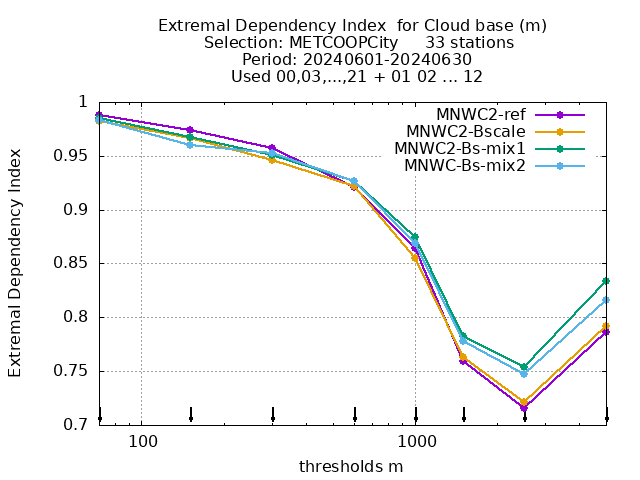 Extremal Dependency Index  for Cloud base (m)
Selection: METCOOPCity     33 stations
Period: 20240601-20240630
Used 00,03,...,21 + 01 02 ... 12
MNWC2-ref
MNWC2-Bscale
MNWC2-Bs-mix1
MNWC-Bs-mix2
Extremal Dependency Index
1
0.95
0.9
0.85
0.8
0.75
0.7
100 1000
thresholds m